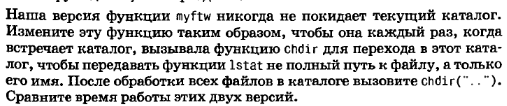 Наша версия функции myftw никогда не покидает текущий каталог.
Измените эту функцию таким образом, чтобы она каждый раз, когда
встречает каталог, вызывала функцию chdir для перехода в этот ката-
лог, чтобы передавать функции lstat не полный путь к файлу, а только
его имя. После обработки всех файлов в каталоге вызовите chdir("..").
Сравните время работы этих двух версий.